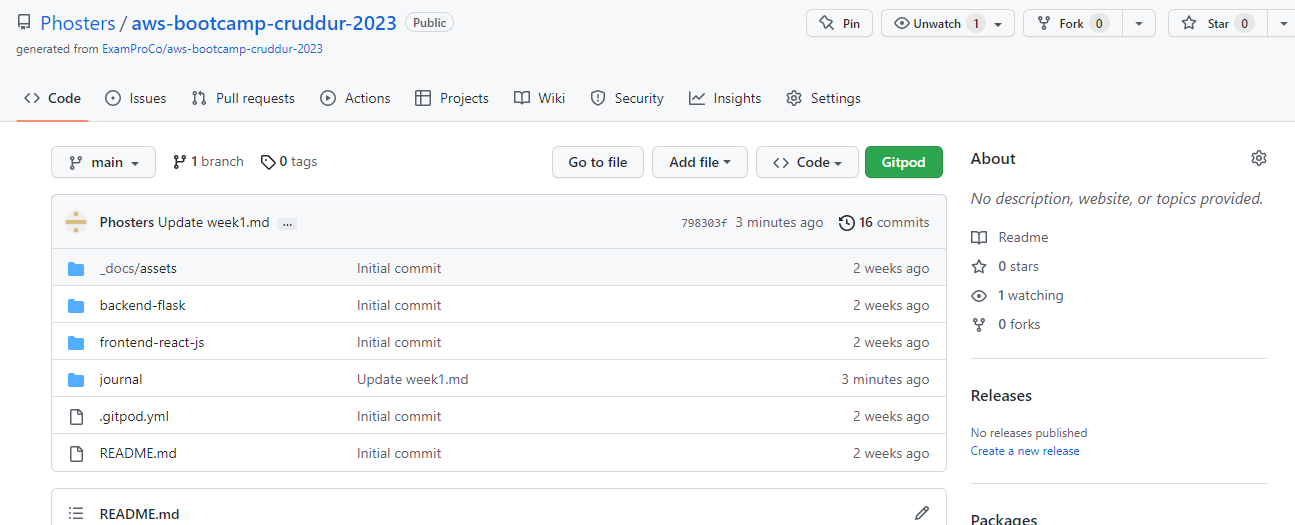 Phosters / aws-bootcamp-cruddur-2023 Public Pin Unwatch 1 Fork 0 Star 0
generated from ExamProCo/aws-bootcamp-cruddur-2023
Code Issues Pull requests Actions Projects Wiki Security Insights Settings
main 1 branch 0 tags Go to file Add file Code Gitpod
Phosters Update week1.md ... 798303f 3 minutes ago 16 commits
_docs/assets Initial commit 2 weeks ago
backend-flask Initial commit 2 weeks ago
frontend-react-js Initial commit 2 weeks ago
journal Update week1.md 3 minutes ago
.gitpod.yml Initial commit 2 weeks ago
README.md Initial commit 2 weeks ago
README.md
About
No description, website, or topics provided.
Readme
0 stars
1 watching
0 forks
Releases
No releases published
Create a new release
Packages